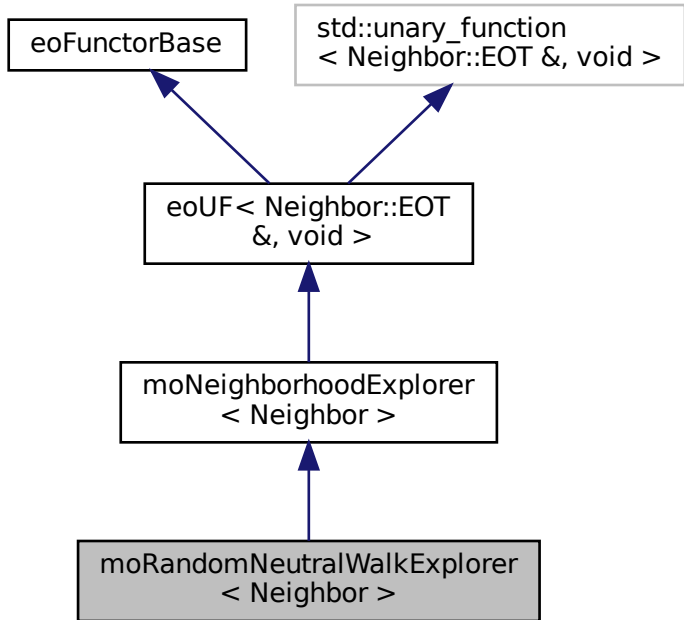 eoFunctorBase
std::unary_function
< Neighbor::EOT &, void >
eoUF< Neighbor::EOT
&, void >
moNeighborhoodExplorer
< Neighbor >
moRandomNeutralWalkExplorer
< Neighbor >